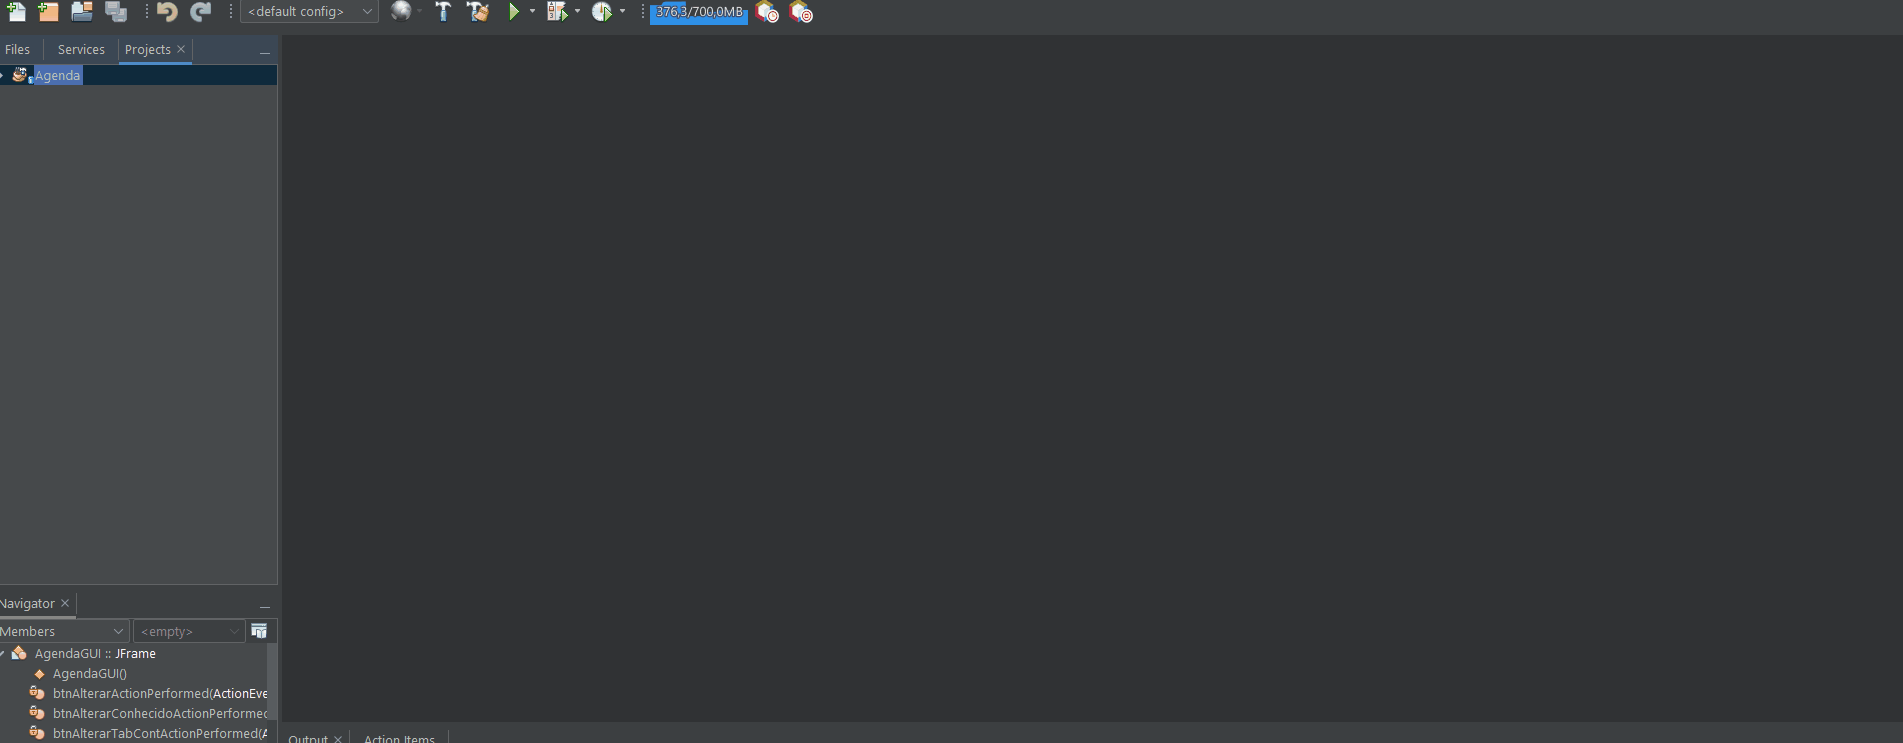 <default config>
376,3/700,0MB
Files Services Projects
Agenda
Navigator
Members <empty>
AgendaGUI :: JFrame
AgendaGUI()
btnAlterarActionPerformed(ActionEve
btnAlterarConhecidoActionPerformed
btnAlterarTabContActionPerformed(A
Output Action Items